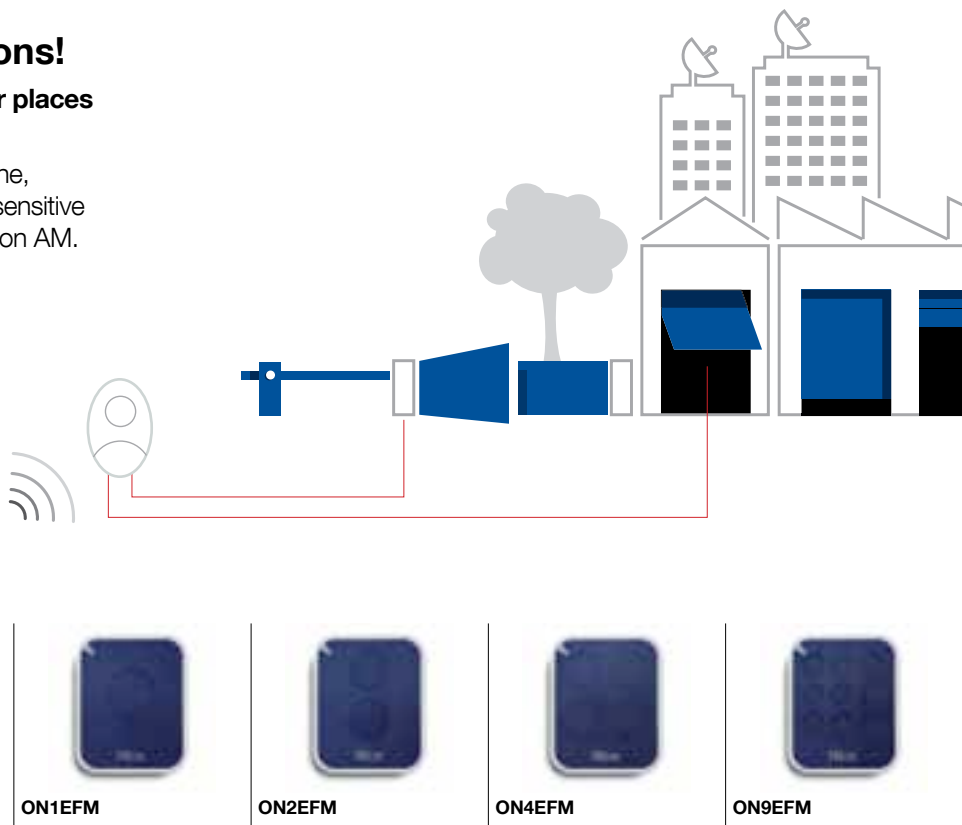 ons!
r places
ne,
sensitive
on AM.
ON1EFM
ON2EFM
ON4EFM
ON9EFM